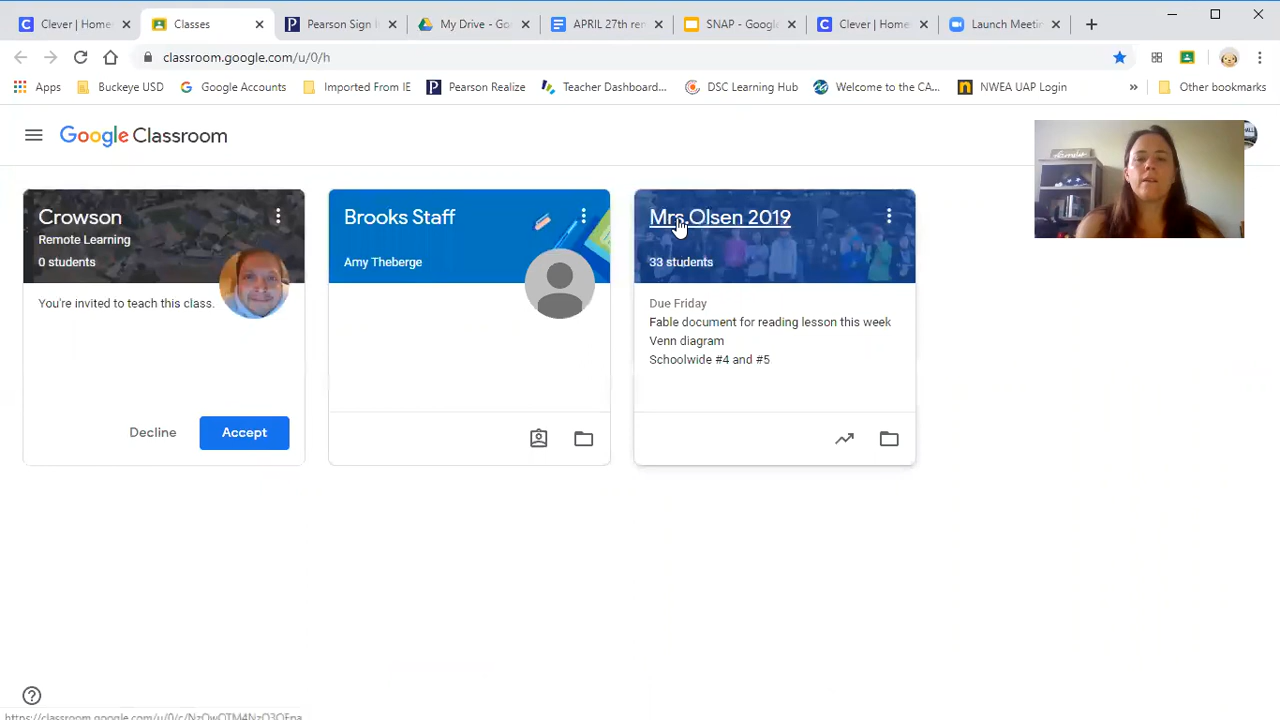 Clever | Home
Classes
Pearson Sign
My Drive - Go
APRIL 27th re
SNAP - Google
Clever | Home
Launch Meeti
classroom.google.com/u/0/h
Apps
Buckeye USD
Google Accounts
Imported From IE
Pearson Realize
Teacher Dashboar...
DSC Learning Hub
Welcome to the CA...
NWEA UAP Login
»
Other bookmarks
Google Classroom
Crowson
Remote Learning
0 students
You're invited to teach this class.
Decline
Accept
Brooks Staff
Amy Theberge
Mrs.Olsen 2019
33 students
Due Friday
Fable document for reading lesson this week
Venn diagram
Schoolwide #4 and #5